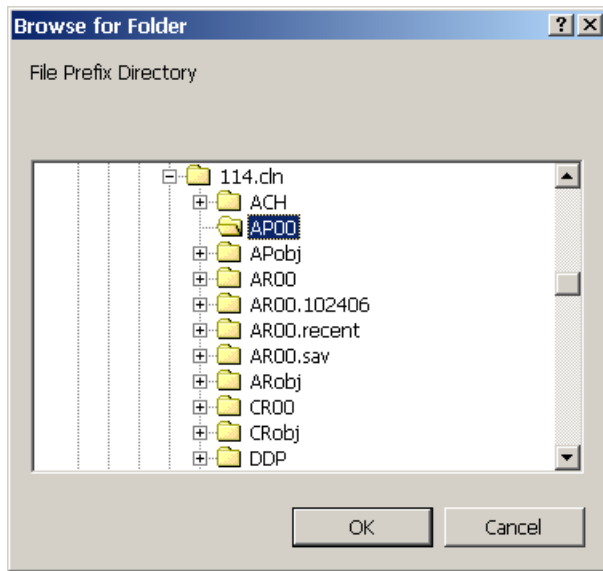 Browse for Folder
File Prefix Directory
114.cln
ACH
AP00
APobj
AR00
AR00.102406
AR00.recent
AR00.sav
ARobj
CR00
CRobj
DDP
OK Cancel